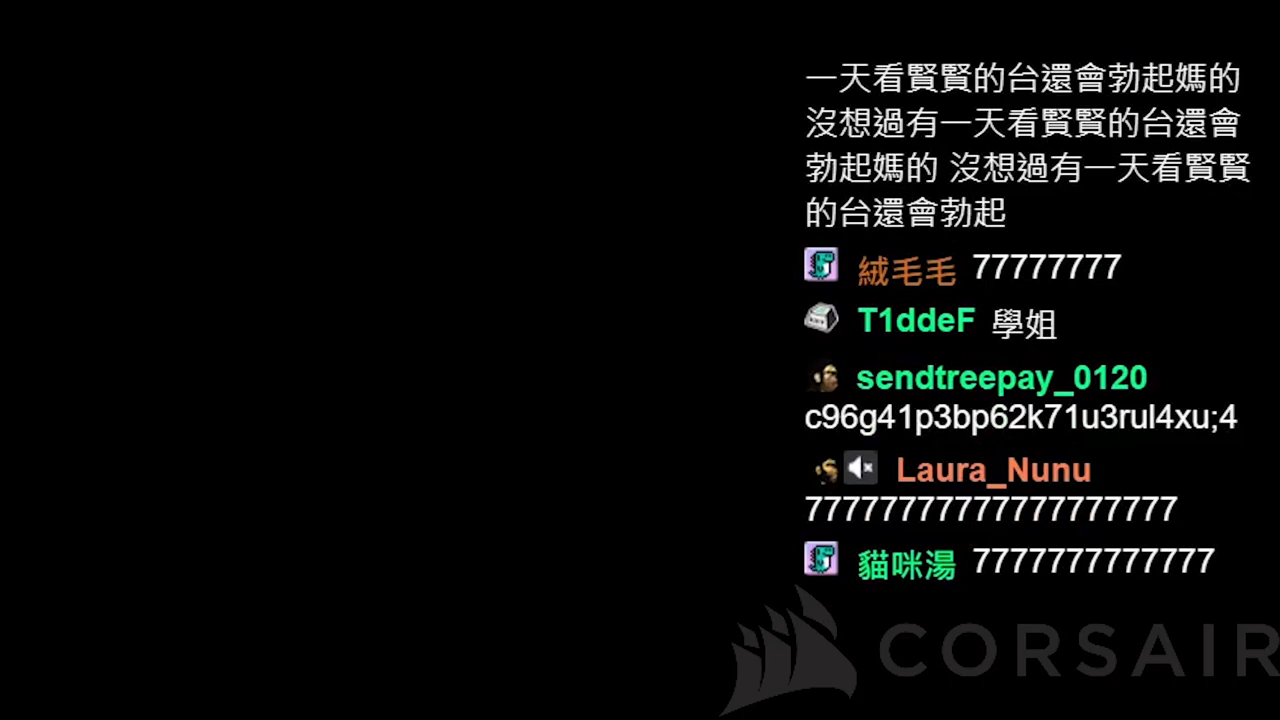 一天看賢賢的台還會勃起媽的
沒想過有一天看賢賢的台還會
勃起媽的 沒想過有一天看賢賢
的台還會勃起
絨毛毛 77777777
T1ddeF 學姐
sendtreepay_0120
c96g41p3bp62k71u3rul4xu;4
Laura_Nunu
77777777777777777777
貓咪湯 7777777777777
CORSAIR